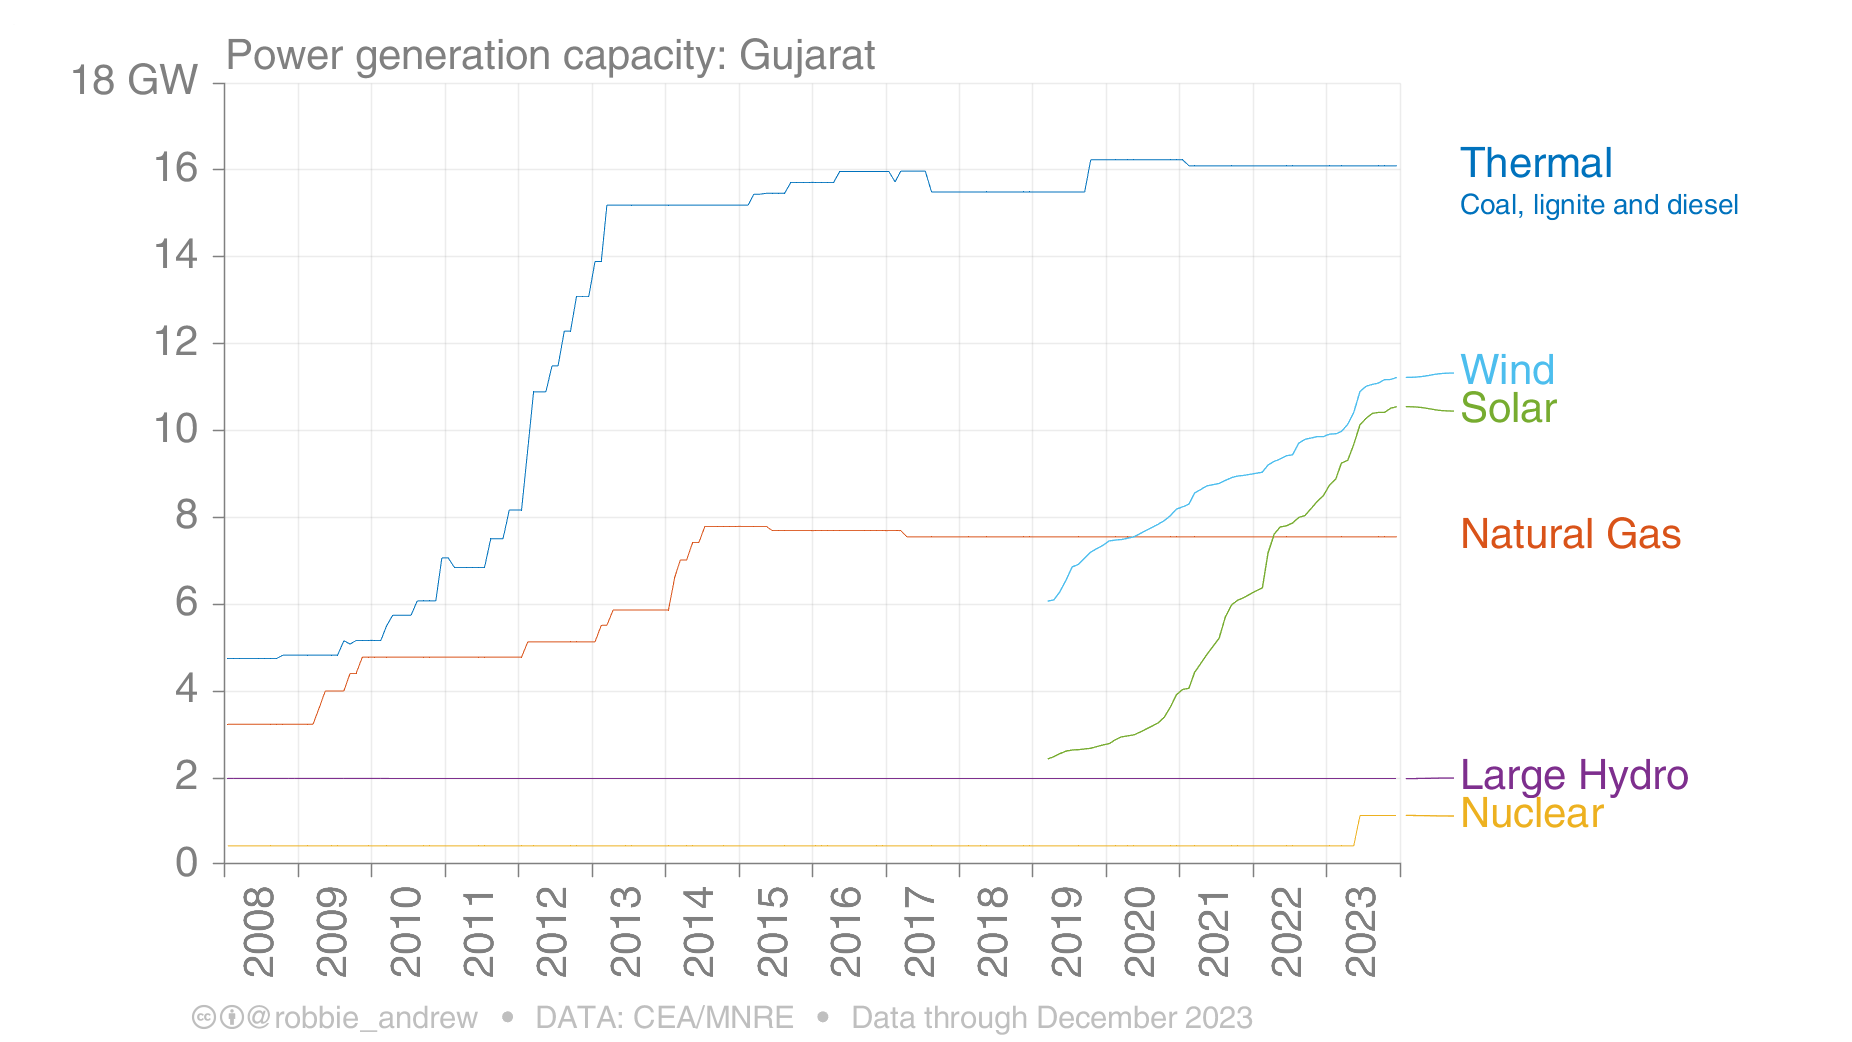 Power generation capacity: Gujarat
18 GW
16
14
12
10
8
6
4
2
0
Thermal
Coal, lignite and diesel
Wind
Solar
Natural Gas
Large Hydro
Nuclear
2008 2009 2010 2011 2012 2013 2014 2015 2016 2017 2018 2019 2020 2021 2022 2023
cc @robbie_andrew • DATA: CEA/MNRE • Data through December 2023